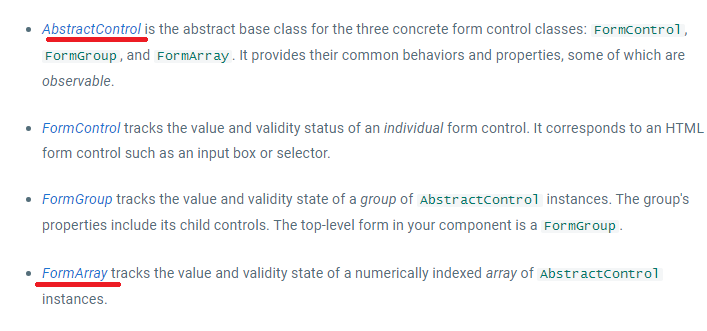 AbstractControl is the abstract base class for the three concrete form control classes: FormControl,
FormGroup, and FormArray. It provides their common behaviors and properties, some of which are
observable.
FormControl tracks the value and validity status of an individual form control. It corresponds to an HTML
form control such as an input box or selector.
FormGroup tracks the value and validity state of a group of AbstractControl instances. The group's
properties include its child controls. The top-level form in your component is a FormGroup.
FormArray tracks the value and validity state of a numerically indexed array of AbstractControl
instances.